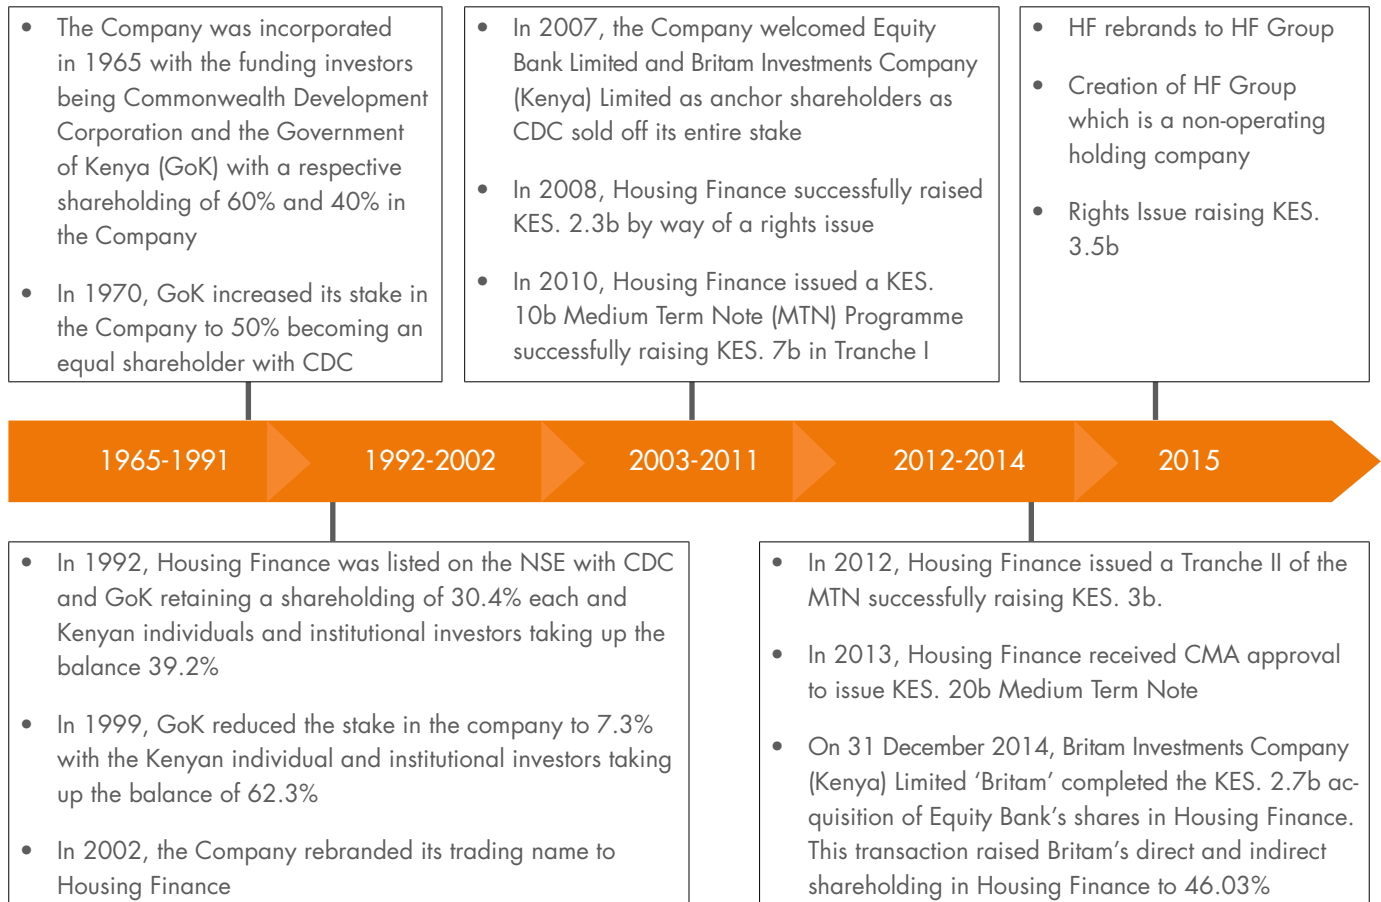 • The Company was incorporated
in 1965 with the funding investors
being Commonwealth Development
Corporation and the Government
of Kenya (GoK) with a respective
shareholding of 60% and 40% in
the Company
• In 1970, GoK increased its stake in
the Company to 50% becoming an
equal shareholder with CDC
• In 2007, the Company welcomed Equity
Bank Limited and Britam Investments Company
(Kenya) Limited as anchor shareholders as
CDC sold off its entire stake
• In 2008, Housing Finance successfully raised
KES. 2.3b by way of a rights issue
• In 2010, Housing Finance issued a KES.
10b Medium Term Note (MTN) Programme
successfully raising KES. 7b in Tranche I
• HF rebrands to HF Group
• Creation of HF Group
which is a non-operating
holding company
• Rights Issue raising KES.
3.5b
1965-1991 1992-2002 2003-2011 2012-2014 2015
• In 1992, Housing Finance was listed on the NSE with CDC
and GoK retaining a shareholding of 30.4% each and
Kenyan individuals and institutional investors taking up the
balance 39.2%
• In 1999, GoK reduced the stake in the company to 7.3%
with the Kenyan individual and institutional investors taking
up the balance of 62.3%
• In 2002, the Company rebranded its trading name to
Housing Finance
• In 2012, Housing Finance issued a Tranche II of the
MTN successfully raising KES. 3b.
• In 2013, Housing Finance received CMA approval
to issue KES. 20b Medium Term Note
• On 31 December 2014, Britam Investments Company
(Kenya) Limited ‘Britam’ completed the KES. 2.7b ac-
quisition of Equity Bank’s shares in Housing Finance.
This transaction raised Britam’s direct and indirect
shareholding in Housing Finance to 46.03%